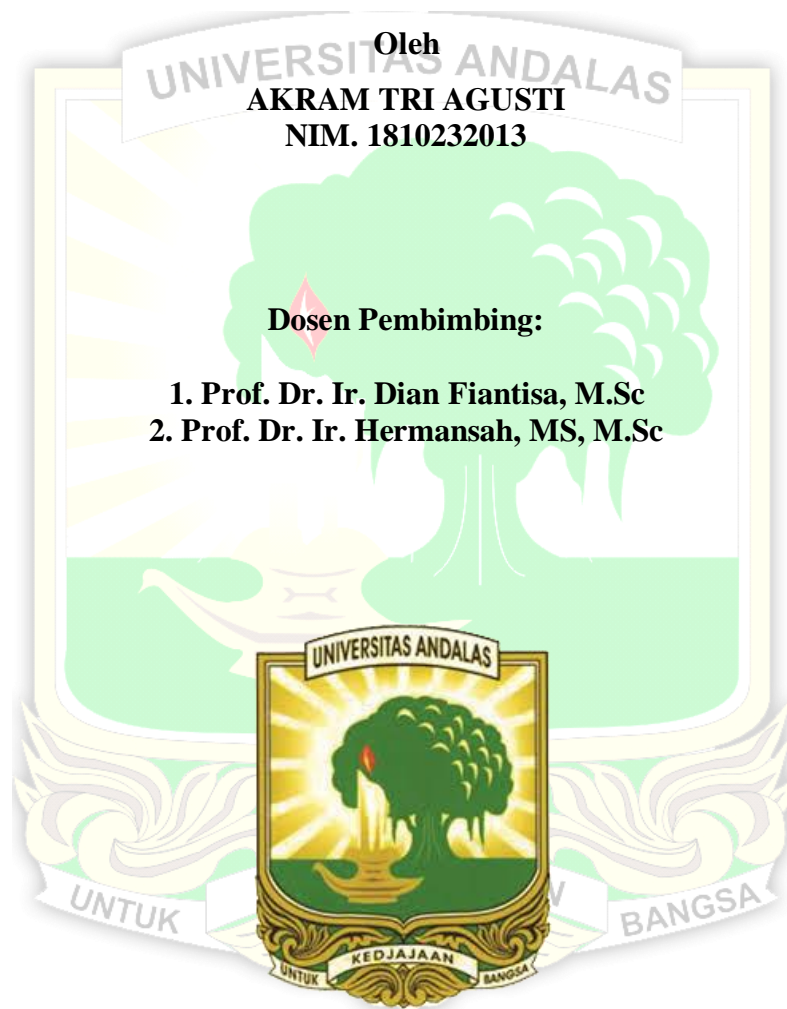 UNIVERSITAS ANDALAS
Oleh
AKRAM TRI AGUSTI
NIM. 1810232013
Dosen Pembimbing:
1. Prof. Dr. Ir. Dian Fiantisa, M.Sc
2. Prof. Dr. Ir. Hermansah, MS, M.Sc
UNIVERSITAS ANDALAS
UNTUK BANGSA
UNTUK KEDJAJAAN BANGSA